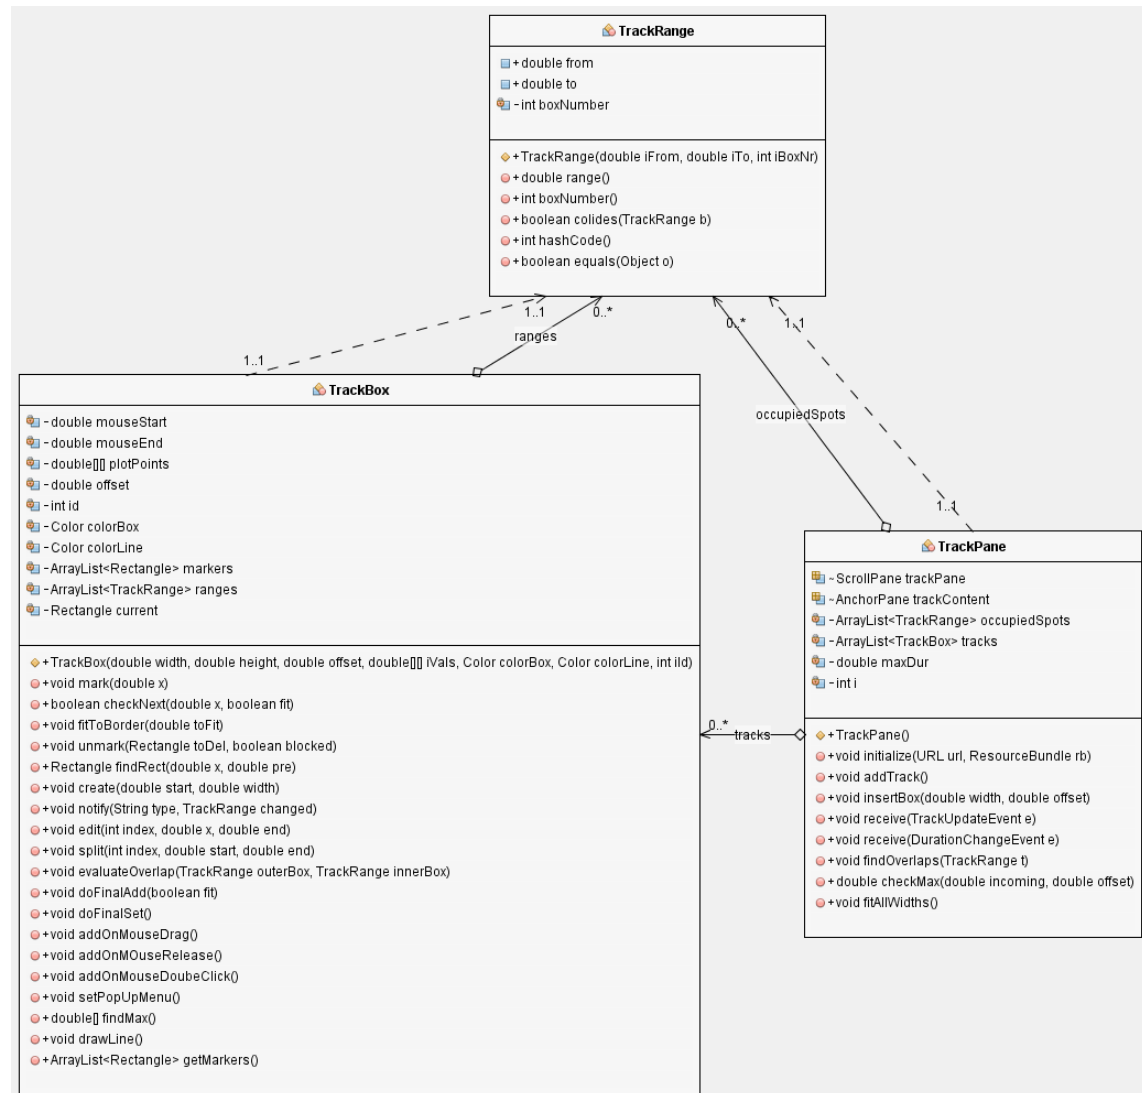 TrackRange
+double from
+double to
-int boxNumber
+TrackRange(double iFrom, double iTo, int iBoxNr)
+double range()
+int boxNumber()
+boolean colides(TrackRange b)
+int hashCode()
+boolean equals(Object o)
1..1
0..*
0..*
1..1
ranges
1..1
occupiedSpots
1..1
TrackBox
-double mouseStart
-double mouseEnd
-double[][] plotPoints
-double offset
-int id
-Color colorBox
-Color colorLine
-ArrayList<Rectangle> markers
-ArrayList<TrackRange> ranges
-Rectangle current
+TrackBox(double width, double height, double offset, double[][] iVals, Color colorBox, Color colorLine, int iId)
+void mark(double x)
+boolean checkNext(double x, boolean fit)
+void fitToBorder(double toFit)
+void unmark(Rectangle toDel, boolean blocked)
+Rectangle findRect(double x, double pre)
+void create(double start, double width)
+void notify(String type, TrackRange changed)
+void edit(int index, double x, double end)
+void split(int index, double start, double end)
+void evaluateOverlap(TrackRange outerBox, TrackRange innerBox)
+void doFinalAdd(boolean fit)
+void doFinalSet()
+void addOnMouseDrag()
+void addOnMOuseRelease()
+void addOnMouseDoubeClick()
+void setPopUpMenu()
+double[] findMax()
+void drawLine()
+ArrayList<Rectangle> getMarkers()
0..*
tracks
TrackPane
~ScrollPane trackPane
~AnchorPane trackContent
-ArrayList<TrackRange> occupiedSpots
-ArrayList<TrackBox> tracks
-double maxDur
-int i
+TrackPane()
+void initialize(URL url, ResourceBundle rb)
+void addTrack()
+void insertBox(double width, double offset)
+void receive(TrackUpdateEvent e)
+void receive(DurationChangeEvent e)
+void findOverlaps(TrackRange t)
+double checkMax(double incoming, double offset)
+void fitAllWidths()